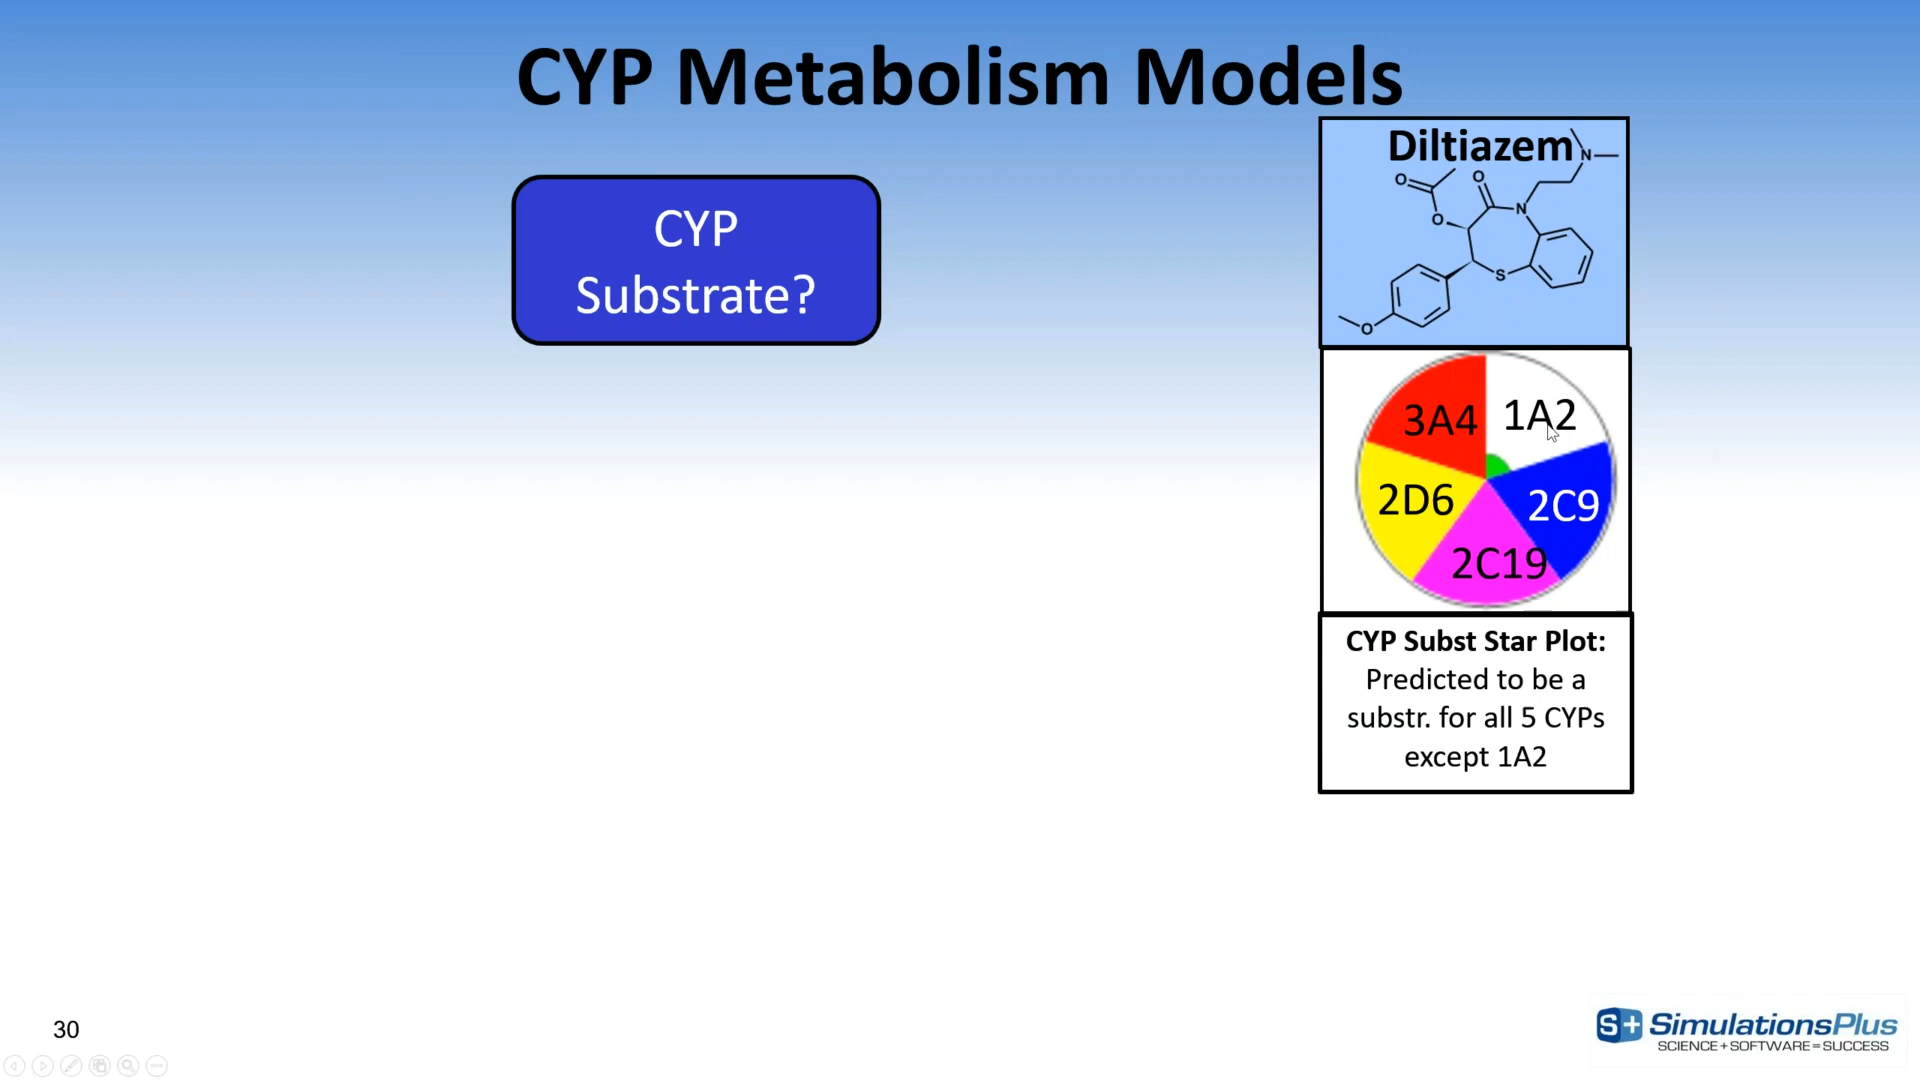 CYP Metabolism Models
CYP
Substrate?
Diltiazem
N
O
O
O
N
S
O
3A4
1A2
2D6
2C9
2C19
CYP Subst Star Plot:
Predicted to be a
substr. for all 5 CYPs
except 1A2
30
S+ SimulationsPlus
SCIENCE+SOFTWARE=SUCCESS